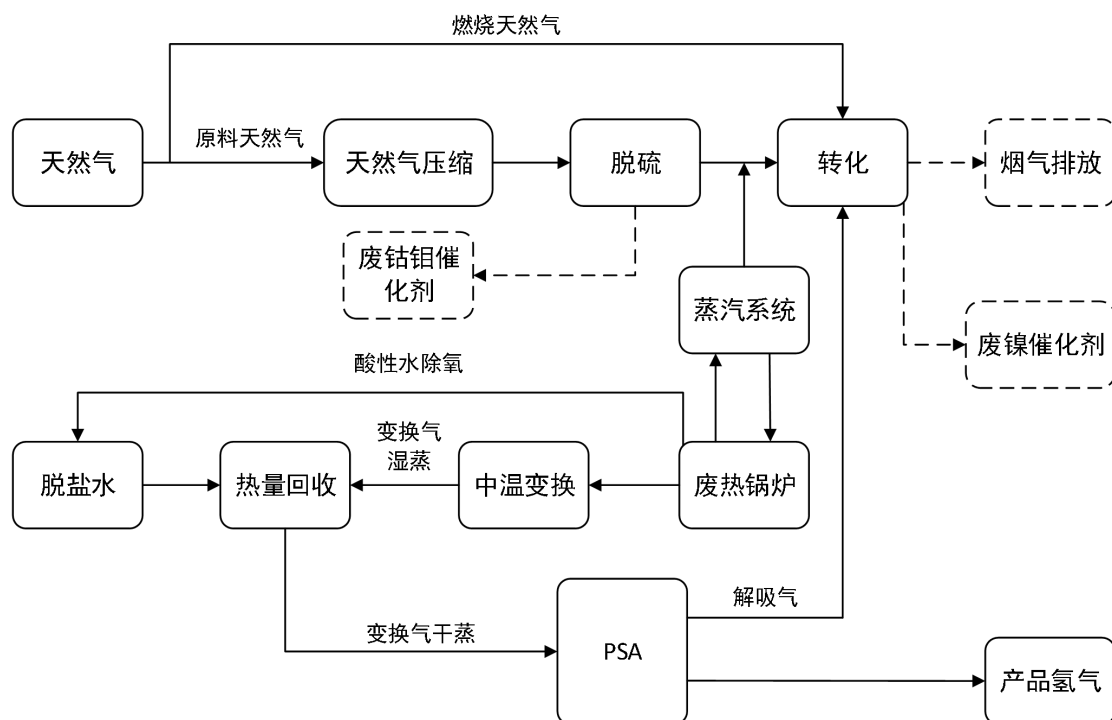 燃烧天然气
天然气
原料天然气
天然气压缩
脱硫
转化
烟气排放
废钴钼催
化剂
蒸汽系统
废镍催化剂
酸性水除氧
脱盐水
热量回收
变换气
湿蒸
中温变换
废热锅炉
解吸气
变换气干蒸
PSA
产品氢气